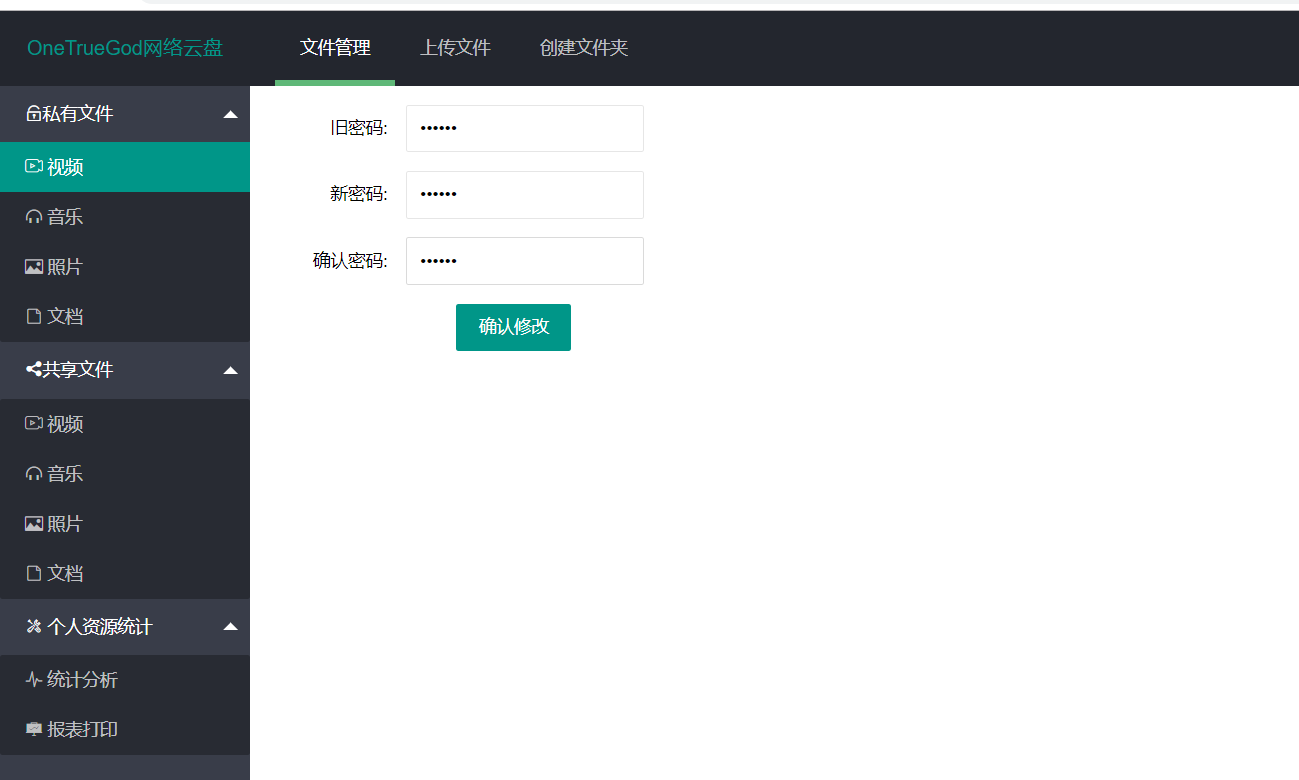 OneTrueGod网络云盘
文件管理 上传文件 创建文件夹
私有文件
视频
音乐
照片
文档
共享文件
视频
音乐
照片
文档
个人资源统计
统计分析
报表打印
旧密码: ••••••
新密码: ••••••
确认密码: ••••••
确认修改